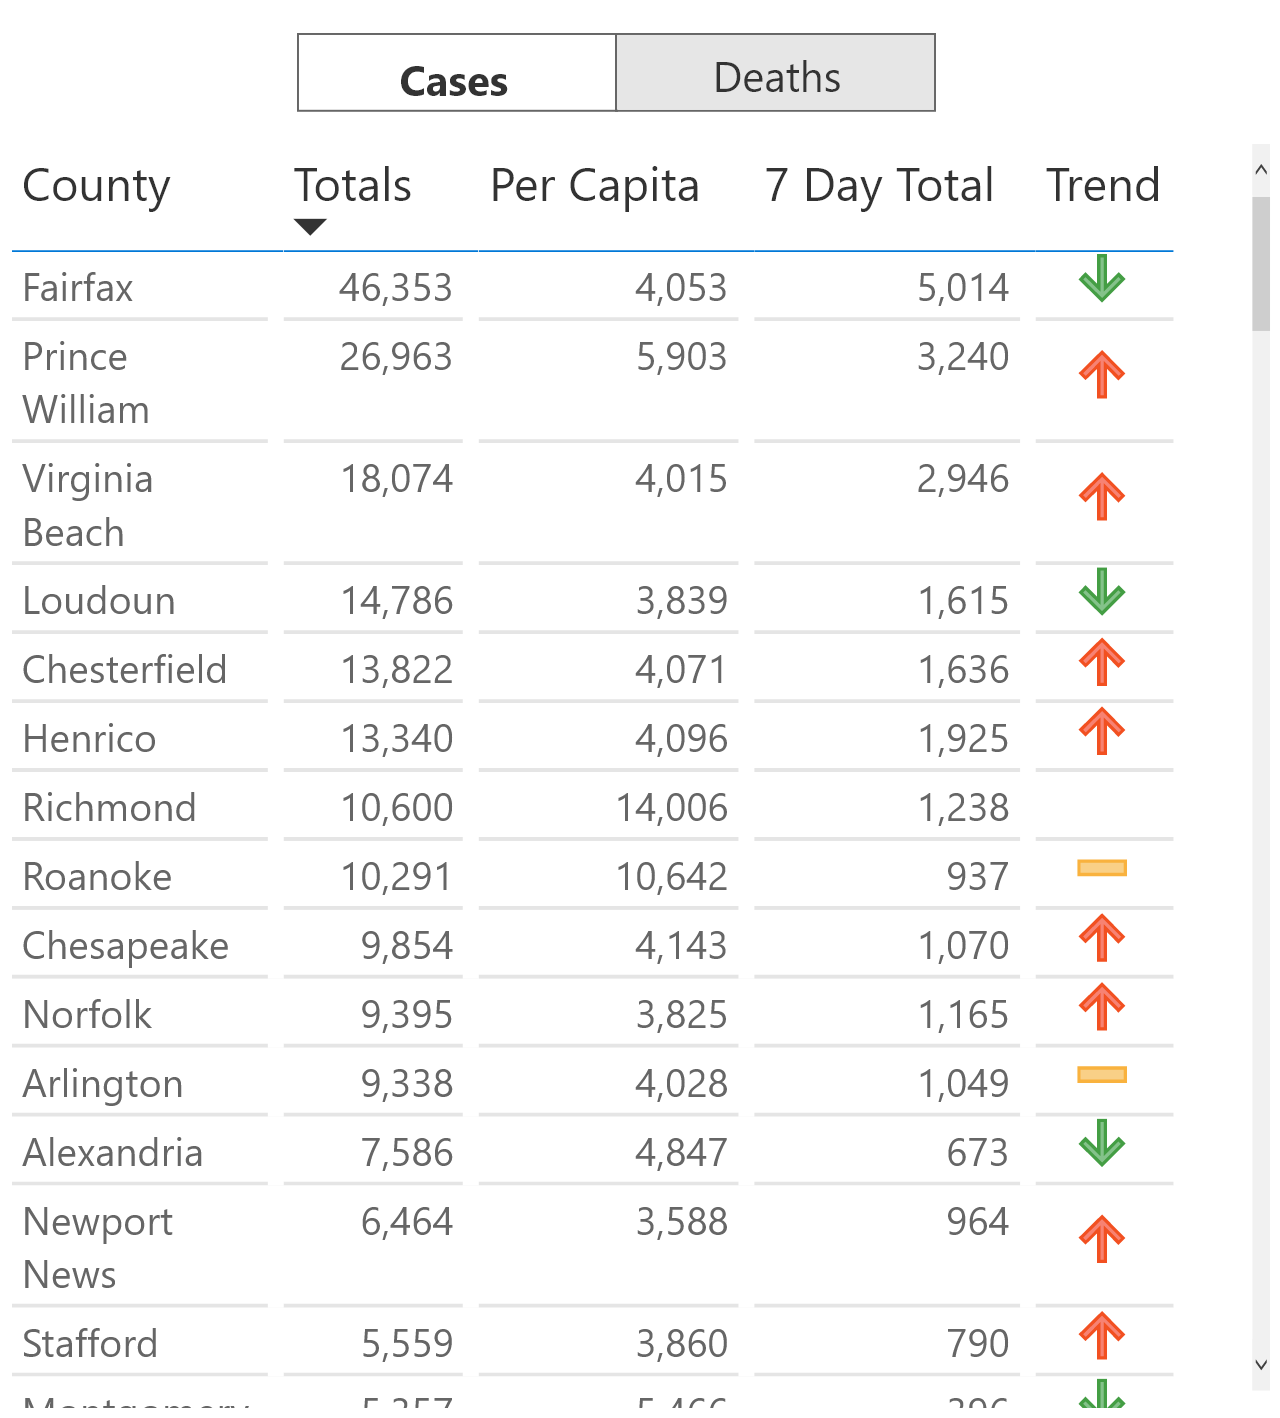 Cases Deaths
County Totals Per Capita 7 Day Total Trend
Fairfax 46,353 4,053 5,014
Prince 26,963 5,903 3,240
William
Virginia 18,074 4,015 2,946
Beach
Loudoun 14,786 3,839 1,615
Chesterfield 13,822 4,071 1,636
Henrico 13,340 4,096 1,925
Richmond 10,600 14,006 1,238
Roanoke 10,291 10,642 937
Chesapeake 9,854 4,143 1,070
Norfolk 9,395 3,825 1,165
Arlington 9,338 4,028 1,049
Alexandria 7,586 4,847 673
Newport 6,464 3,588 964
News
Stafford 5,559 3,860 790
Montgomery